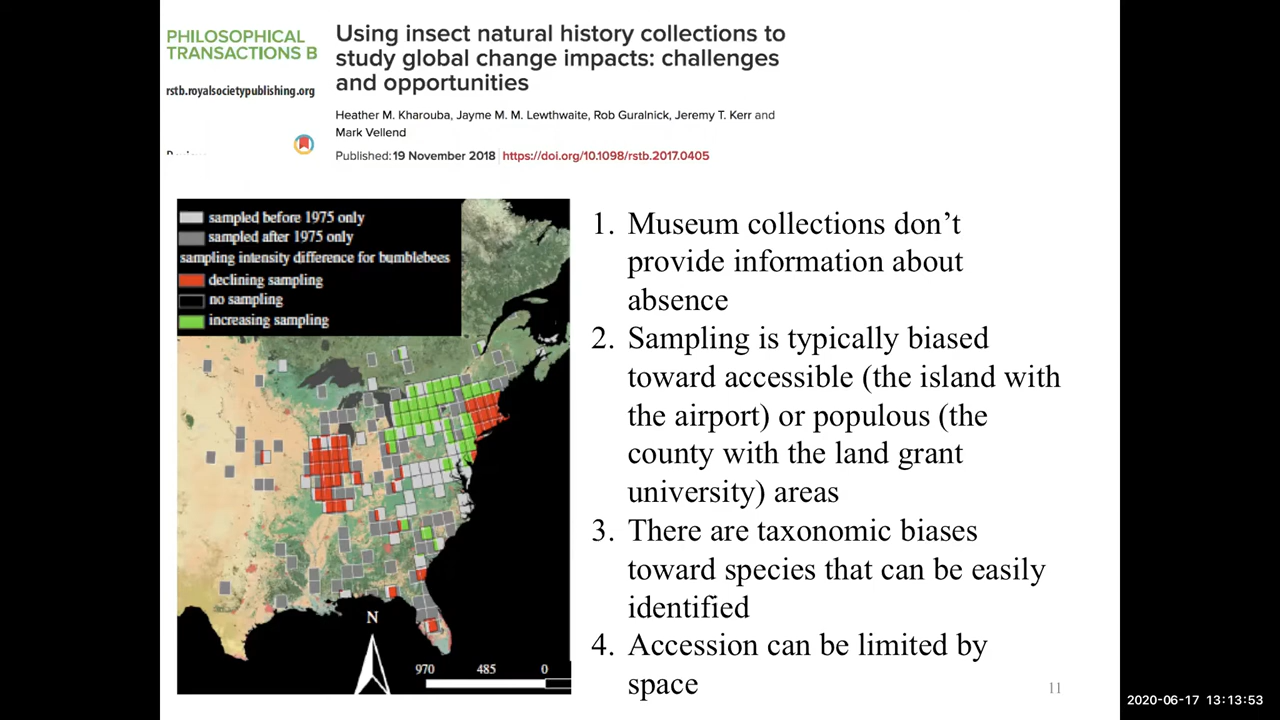 PHILOSOPHICAL
TRANSACTIONS B
rstb.royalsocietypublishing.org
Using insect natural history collections to
study global change impacts: challenges
and opportunities
Heather M. Kharouba, Jayme M. M. Lewthwaite, Rob Guralnick, Jeremy T. Kerr and
Mark Vellend
Published: 19 November 2018 https://doi.org/10.1098/rstb.2017.0405
sampled before 1975 only
sampled after 1975 only
sampling intensity difference for bumblebees
declining sampling
no sampling
increasing sampling
N
970 485 0
1. Museum collections don’t
provide information about
absence
2. Sampling is typically biased
toward accessible (the island with
the airport) or populous (the
county with the land grant
university) areas
3. There are taxonomic biases
toward species that can be easily
identified
4. Accession can be limited by
space
11
2020-06-17 13:13:53